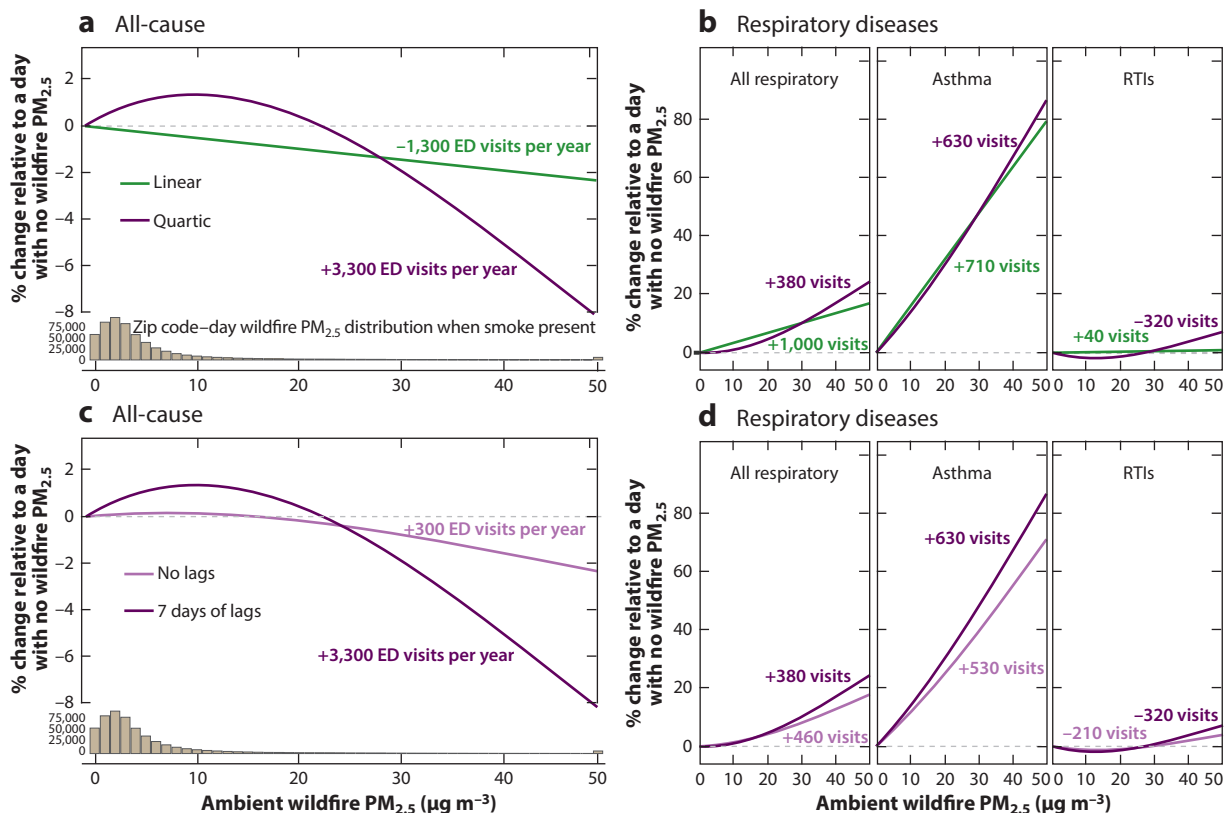 a All-cause
% change relative to a day
with no wildfire PM2.5
2
0
–2
–4
–6
–8
–1,300 ED visits per year
Linear
Quartic
+3,300 ED visits per year
Zip code–day wildfire PM2.5 distribution when smoke present
75,000
50,000
25,000
0
0 10 20 30 40 50
b Respiratory diseases
% change relative to a day
with no wildfire PM2.5
80
60
40
20
0
All respiratory Asthma RTIs
+630 visits
+710 visits
+380 visits
+1,000 visits
–320 visits
+40 visits
0 10 20 30 40 50 0 10 20 30 40 50 0 10 20 30 40 50
c All-cause
% change relative to a day
with no wildfire PM2.5
2
0
–2
–4
–6
–8
+300 ED visits per year
No lags
7 days of lags
+3,300 ED visits per year
75,000
50,000
25,000
0
0 10 20 30 40 50
Ambient wildfire PM2.5 (μg m−3)
d Respiratory diseases
% change relative to a day
with no wildfire PM2.5
80
60
40
20
0
All respiratory Asthma RTIs
+630 visits
+530 visits
+380 visits
+460 visits
–320 visits
–210 visits
0 10 20 30 40 50 0 10 20 30 40 50 0 10 20 30 40 50
Ambient wildfire PM2.5 (μg m−3)